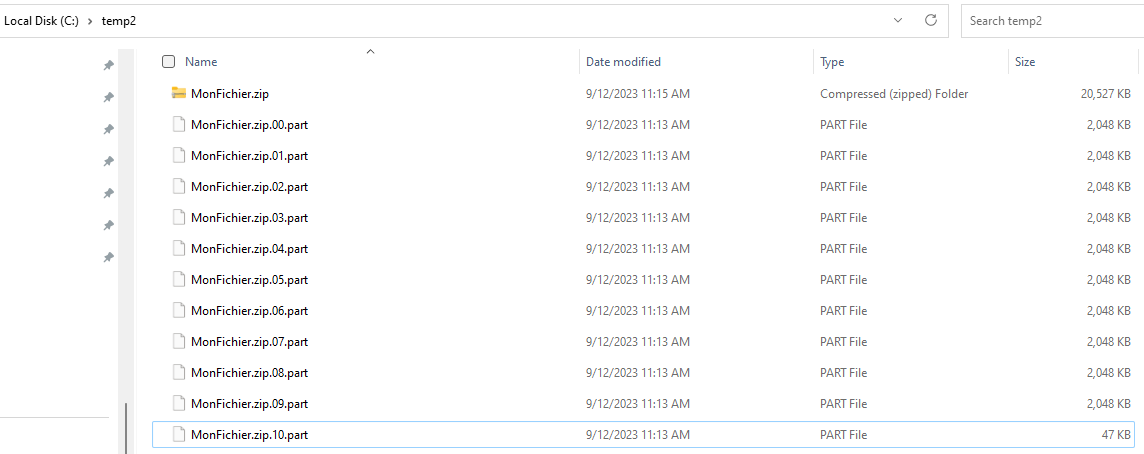 Local Disk (C:) > temp2 Search temp2
Name Date modified Type Size
MonFichier.zip 9/12/2023 11:15 AM Compressed (zipped) Folder 20,527 KB
MonFichier.zip.00.part 9/12/2023 11:13 AM PART File 2,048 KB
MonFichier.zip.01.part 9/12/2023 11:13 AM PART File 2,048 KB
MonFichier.zip.02.part 9/12/2023 11:13 AM PART File 2,048 KB
MonFichier.zip.03.part 9/12/2023 11:13 AM PART File 2,048 KB
MonFichier.zip.04.part 9/12/2023 11:13 AM PART File 2,048 KB
MonFichier.zip.05.part 9/12/2023 11:13 AM PART File 2,048 KB
MonFichier.zip.06.part 9/12/2023 11:13 AM PART File 2,048 KB
MonFichier.zip.07.part 9/12/2023 11:13 AM PART File 2,048 KB
MonFichier.zip.08.part 9/12/2023 11:13 AM PART File 2,048 KB
MonFichier.zip.09.part 9/12/2023 11:13 AM PART File 2,048 KB
MonFichier.zip.10.part 9/12/2023 11:13 AM PART File 47 KB